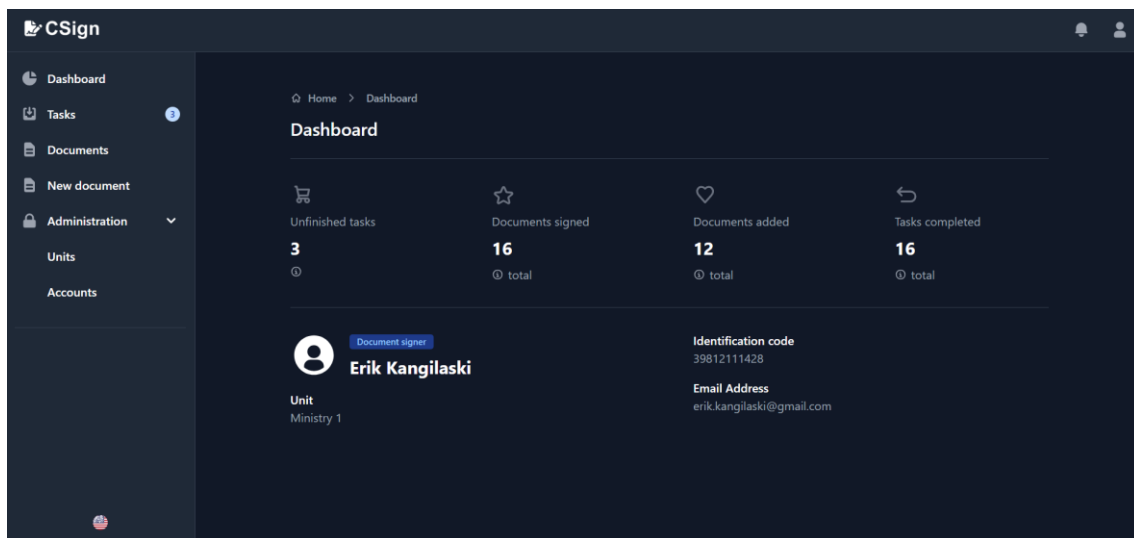 CSign
Dashboard
Tasks 3
Documents
New document
Administration
Units
Accounts
Home > Dashboard
Dashboard
Unfinished tasks
3
Documents signed
16
total
Documents added
12
total
Tasks completed
16
total
Document signer
Erik Kangilaski
Unit
Ministry 1
Identification code
39812111428
Email Address
erik.kangilaski@gmail.com